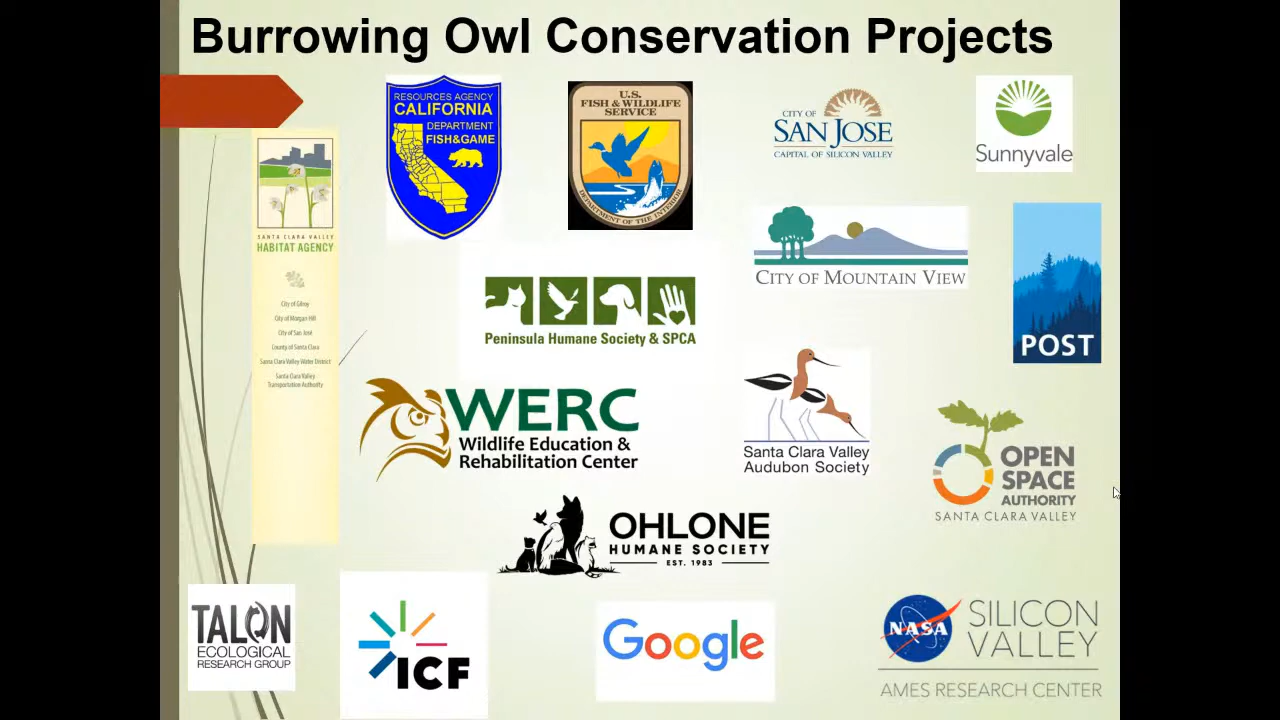 Burrowing Owl Conservation Projects
RESOURCES AGENCY
CALIFORNIA
DEPARTMENT
FISH&GAME
U.S.
FISH & WILDLIFE
SERVICE
DEPARTMENT OF THE INTERIOR
CITY OF
SAN JOSE
CAPITAL OF SILICON VALLEY
Sunnyvale
SANTA CLARA VALLEY
HABITAT AGENCY
City of Gilroy
City of Morgan Hill
City of San José
County of Santa Clara
Santa Clara Valley Water District
Santa Clara Valley
Transportation Authority
CITY OF MOUNTAIN VIEW
POST
Peninsula Humane Society & SPCA
WERC
Wildlife Education &
Rehabilitation Center
Santa Clara Valley
Audubon Society
OPEN
SPACE
AUTHORITY
SANTA CLARA VALLEY
OHLONE
HUMANE SOCIETY
EST. 1983
TALON
ECOLOGICAL
RESEARCH GROUP
ICF
Google
NASA
SILICON
VALLEY
AMES RESEARCH CENTER